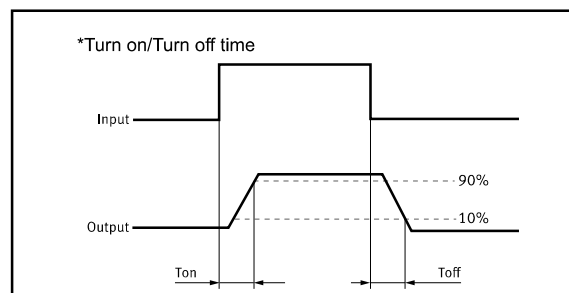 *Turn on/Turn off time
Input
90%
10%
Output
Ton
Toff